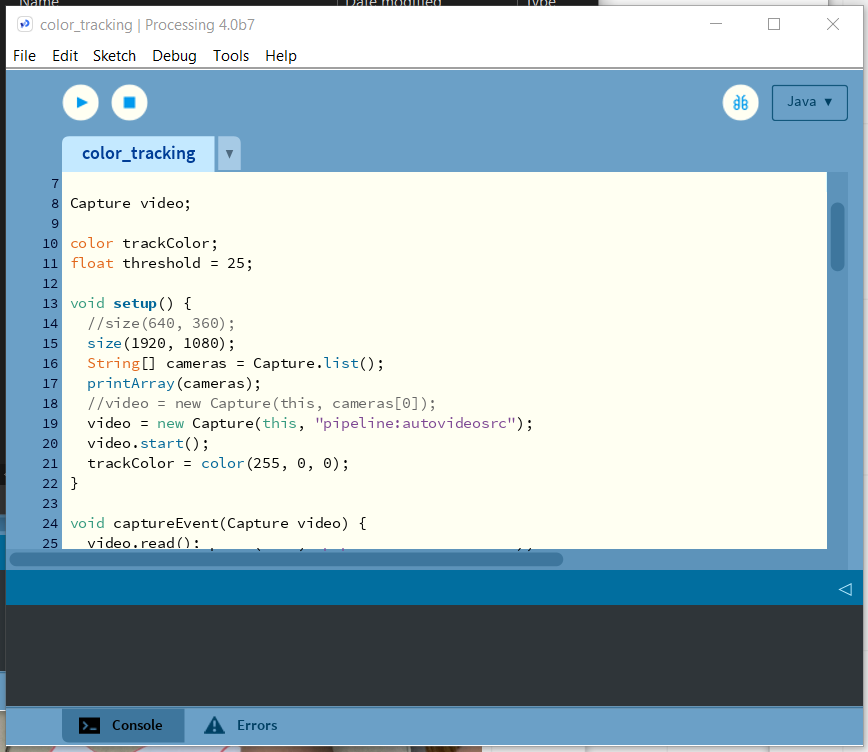 Name Date modified Type
color_tracking | Processing 4.0b7
File Edit Sketch Debug Tools Help
Java ▼
color_tracking ▼
7
8 Capture video;
9
10 color trackColor;
11 float threshold = 25;
12
13 void setup() {
14 //size(640, 360);
15 size(1920, 1080);
16 String[] cameras = Capture.list();
17 printArray(cameras);
18 //video = new Capture(this, cameras[0]);
19 video = new Capture(this, "pipeline:autovideosrc");
20 video.start();
21 trackColor = color(255, 0, 0);
22 }
23
24 void captureEvent(Capture video) {
25 video.read();
Console Errors